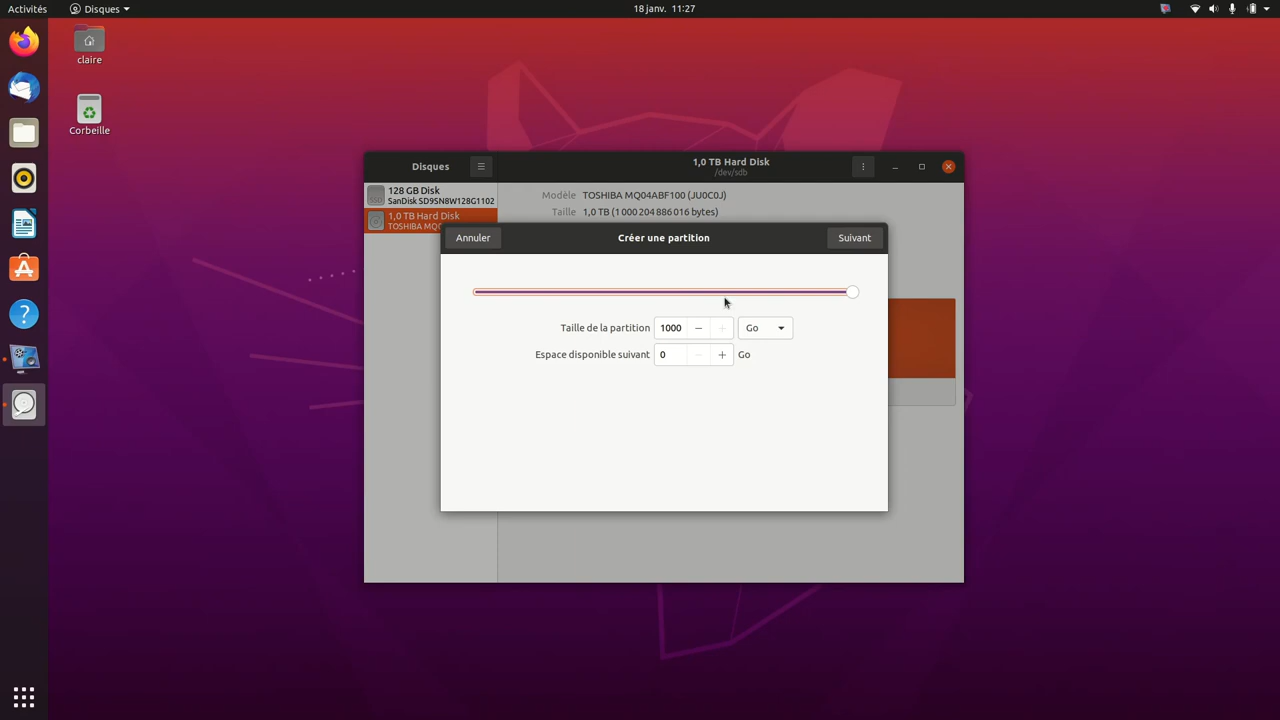 Activités
Disques
18 janv. 11:27
claire
Corbeille
Disques
1,0 TB Hard Disk
/dev/sdb
128 GB Disk
SanDisk SD9SN8W128G1102
1,0 TB Hard Disk
TOSHIBA MQ0
Modèle TOSHIBA MQ04ABF100 (JU0C0J)
Taille 1,0 TB (1 000 204 886 016 bytes)
Annuler
Créer une partition
Suivant
Taille de la partition 1000 − + Go
Espace disponible suivant 0 − + Go